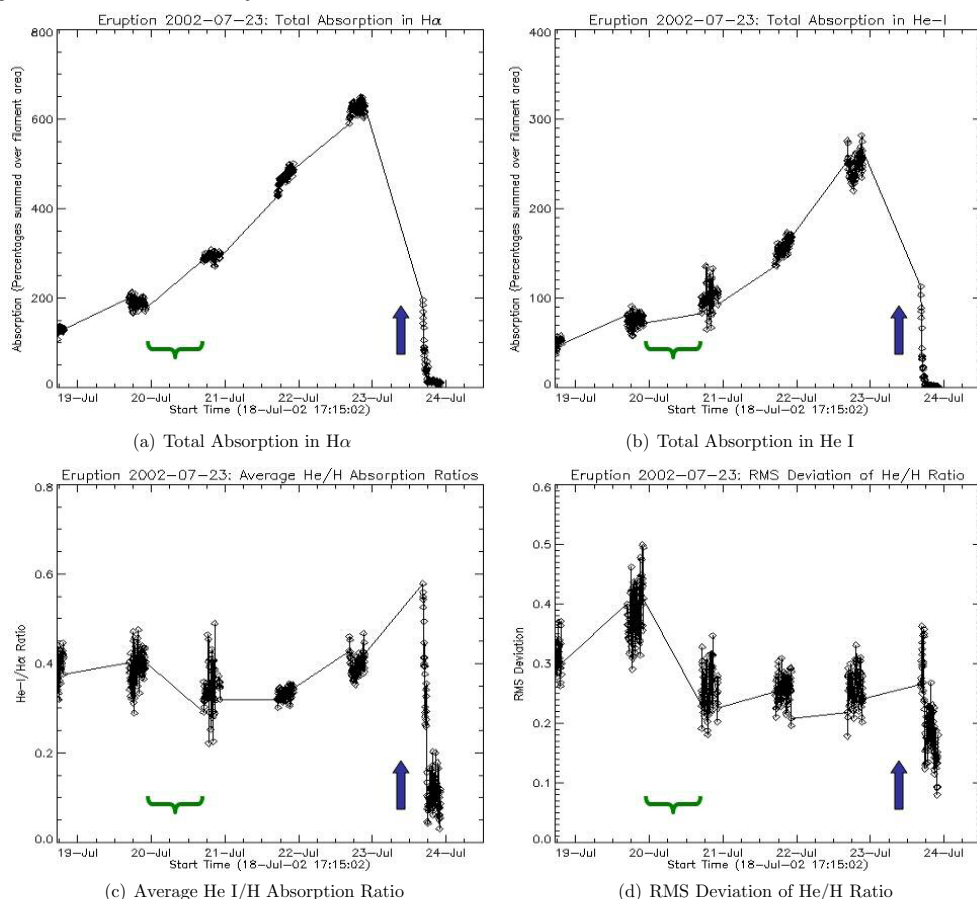 Eruption 2002-07-23: Total Absorption in Hα
Absorption (Percentages summed over filament area)
800
600
400
200
0
19-Jul 20-Jul 21-Jul 22-Jul 23-Jul 24-Jul
Start Time (18-Jul-02 17:15:02)
(a) Total Absorption in Hα
Eruption 2002-07-23: Total Absorption in He-I
Absorption (Percentages summed over filament area)
400
300
200
100
0
19-Jul 20-Jul 21-Jul 22-Jul 23-Jul 24-Jul
Start Time (18-Jul-02 17:15:02)
(b) Total Absorption in He I
Eruption 2002-07-23: Average He/H Absorption Ratios
He-I/Hα Ratio
0.8
0.6
0.4
0.2
0.0
19-Jul 20-Jul 21-Jul 22-Jul 23-Jul 24-Jul
Start Time (18-Jul-02 17:15:02)
(c) Average He I/H Absorption Ratio
Eruption 2002-07-23: RMS Deviation of He/H Ratio
RMS Deviation
0.6
0.5
0.4
0.3
0.2
0.1
0.0
19-Jul 20-Jul 21-Jul 22-Jul 23-Jul 24-Jul
Start Time (18-Jul-02 17:15:02)
(d) RMS Deviation of He/H Ratio